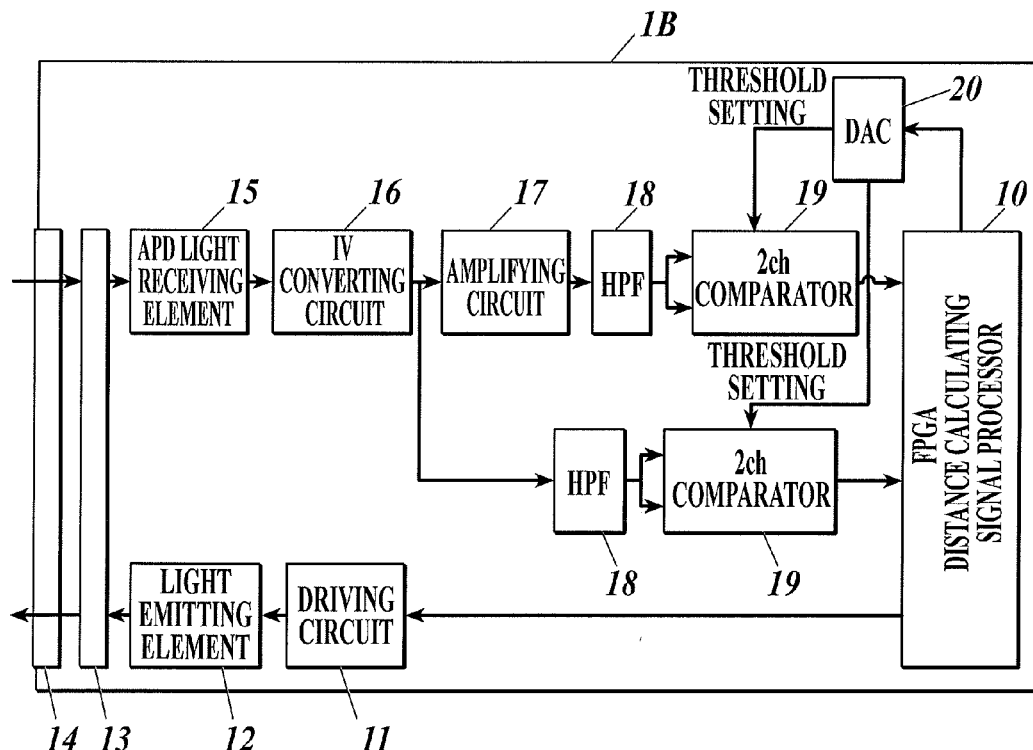 1B
THRESHOLD
SETTING
20
DAC
15
16
17
18
19
10
APD LIGHT
RECEIVING
ELEMENT
IV
CONVERTING
CIRCUIT
AMPLIFYING
CIRCUIT
HPF
2ch
COMPARATOR
THRESHOLD
SETTING
FPGA
DISTANCE CALCULATING
SIGNAL PROCESSOR
HPF
2ch
COMPARATOR
18
19
LIGHT
EMITTING
ELEMENT
DRIVING
CIRCUIT
14
13
12
11